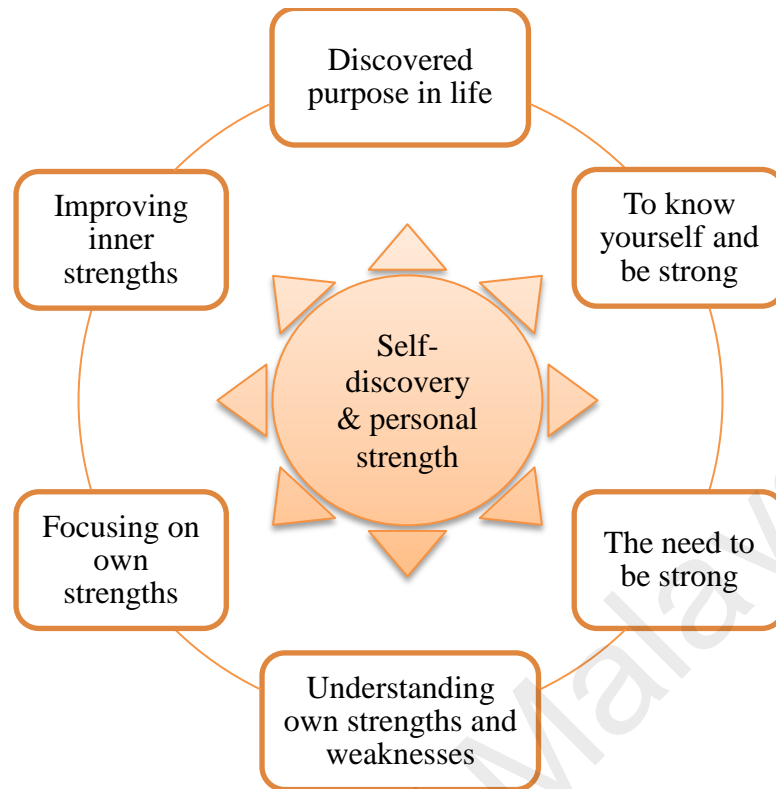 Discovered
purpose in life
To know
yourself and
be strong
The need to
be strong
Understanding
own strengths and
weaknesses
Focusing on
own
strengths
Improving
inner
strengths
Self-
discovery
& personal
strength